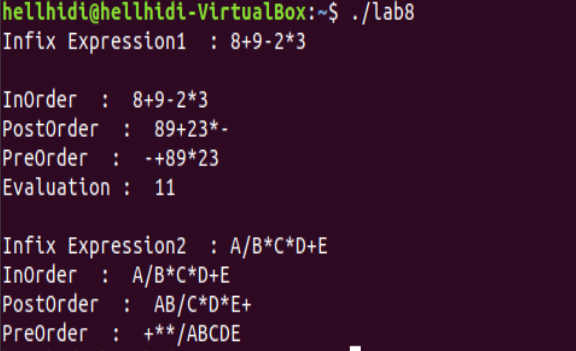 hellhidi@hellhidi-VirtualBox:~$ ./lab8
Infix Expression1  : 8+9-2*3
InOrder  :  8+9-2*3
PostOrder  :  89+23*-
PreOrder  :  -+89*23
Evaluation :  11
Infix Expression2  : A/B*C*D+E
InOrder  :  A/B*C*D+E
PostOrder  :  AB/C*D*E+
PreOrder  :  +**/ABCDE